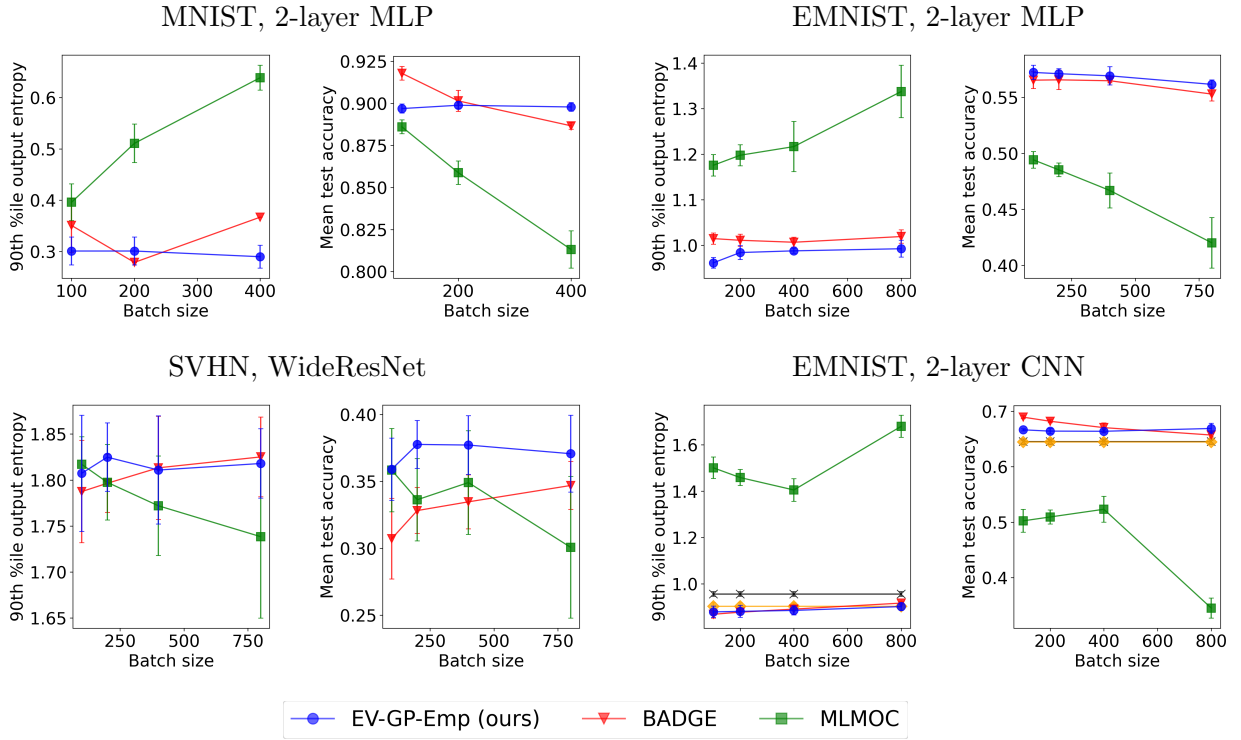 MNIST, 2-layer MLP
EMNIST, 2-layer MLP
90th %ile output entropy
0.6
0.5
0.4
0.3
100
200
300
400
Batch size
Mean test accuracy
0.925
0.900
0.875
0.850
0.825
0.800
200
400
Batch size
90th %ile output entropy
1.4
1.3
1.2
1.1
1.0
200
400
600
800
Batch size
Mean test accuracy
0.55
0.50
0.45
0.40
250
500
750
Batch size
SVHN, WideResNet
EMNIST, 2-layer CNN
90th %ile output entropy
1.85
1.80
1.75
1.70
1.65
250
500
750
Batch size
Mean test accuracy
0.40
0.35
0.30
0.25
250
500
750
Batch size
90th %ile output entropy
1.6
1.4
1.2
1.0
200
400
600
800
Batch size
Mean test accuracy
0.7
0.6
0.5
0.4
200
400
600
800
Batch size
EV-GP-Emp (ours)
BADGE
MLMOC